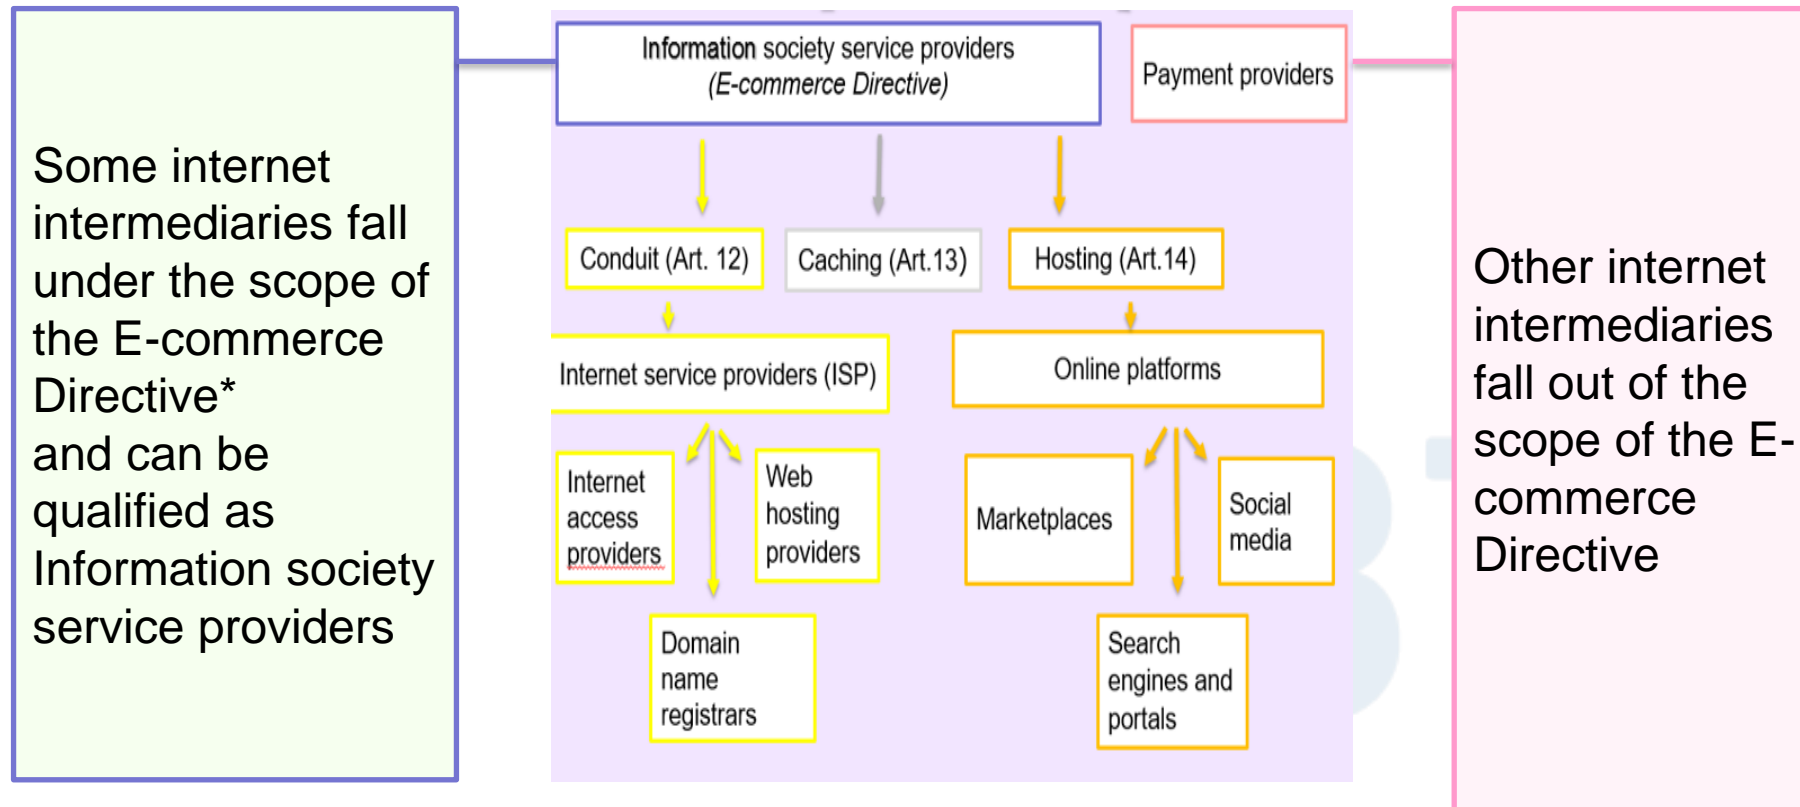 Some internet
intermediaries fall
under the scope of
the E-commerce
Directive*
and can be
qualified as
Information society
service providers
Information society service providers
(E-commerce Directive)
Payment providers
Conduit (Art. 12)
Caching (Art.13)
Hosting (Art.14)
Internet service providers (ISP)
Online platforms
Internet
access
providers
Web
hosting
providers
Marketplaces
Social
media
Domain
name
registrars
Search
engines and
portals
Other internet
intermediaries
fall out of the
scope of the E-
commerce
Directive